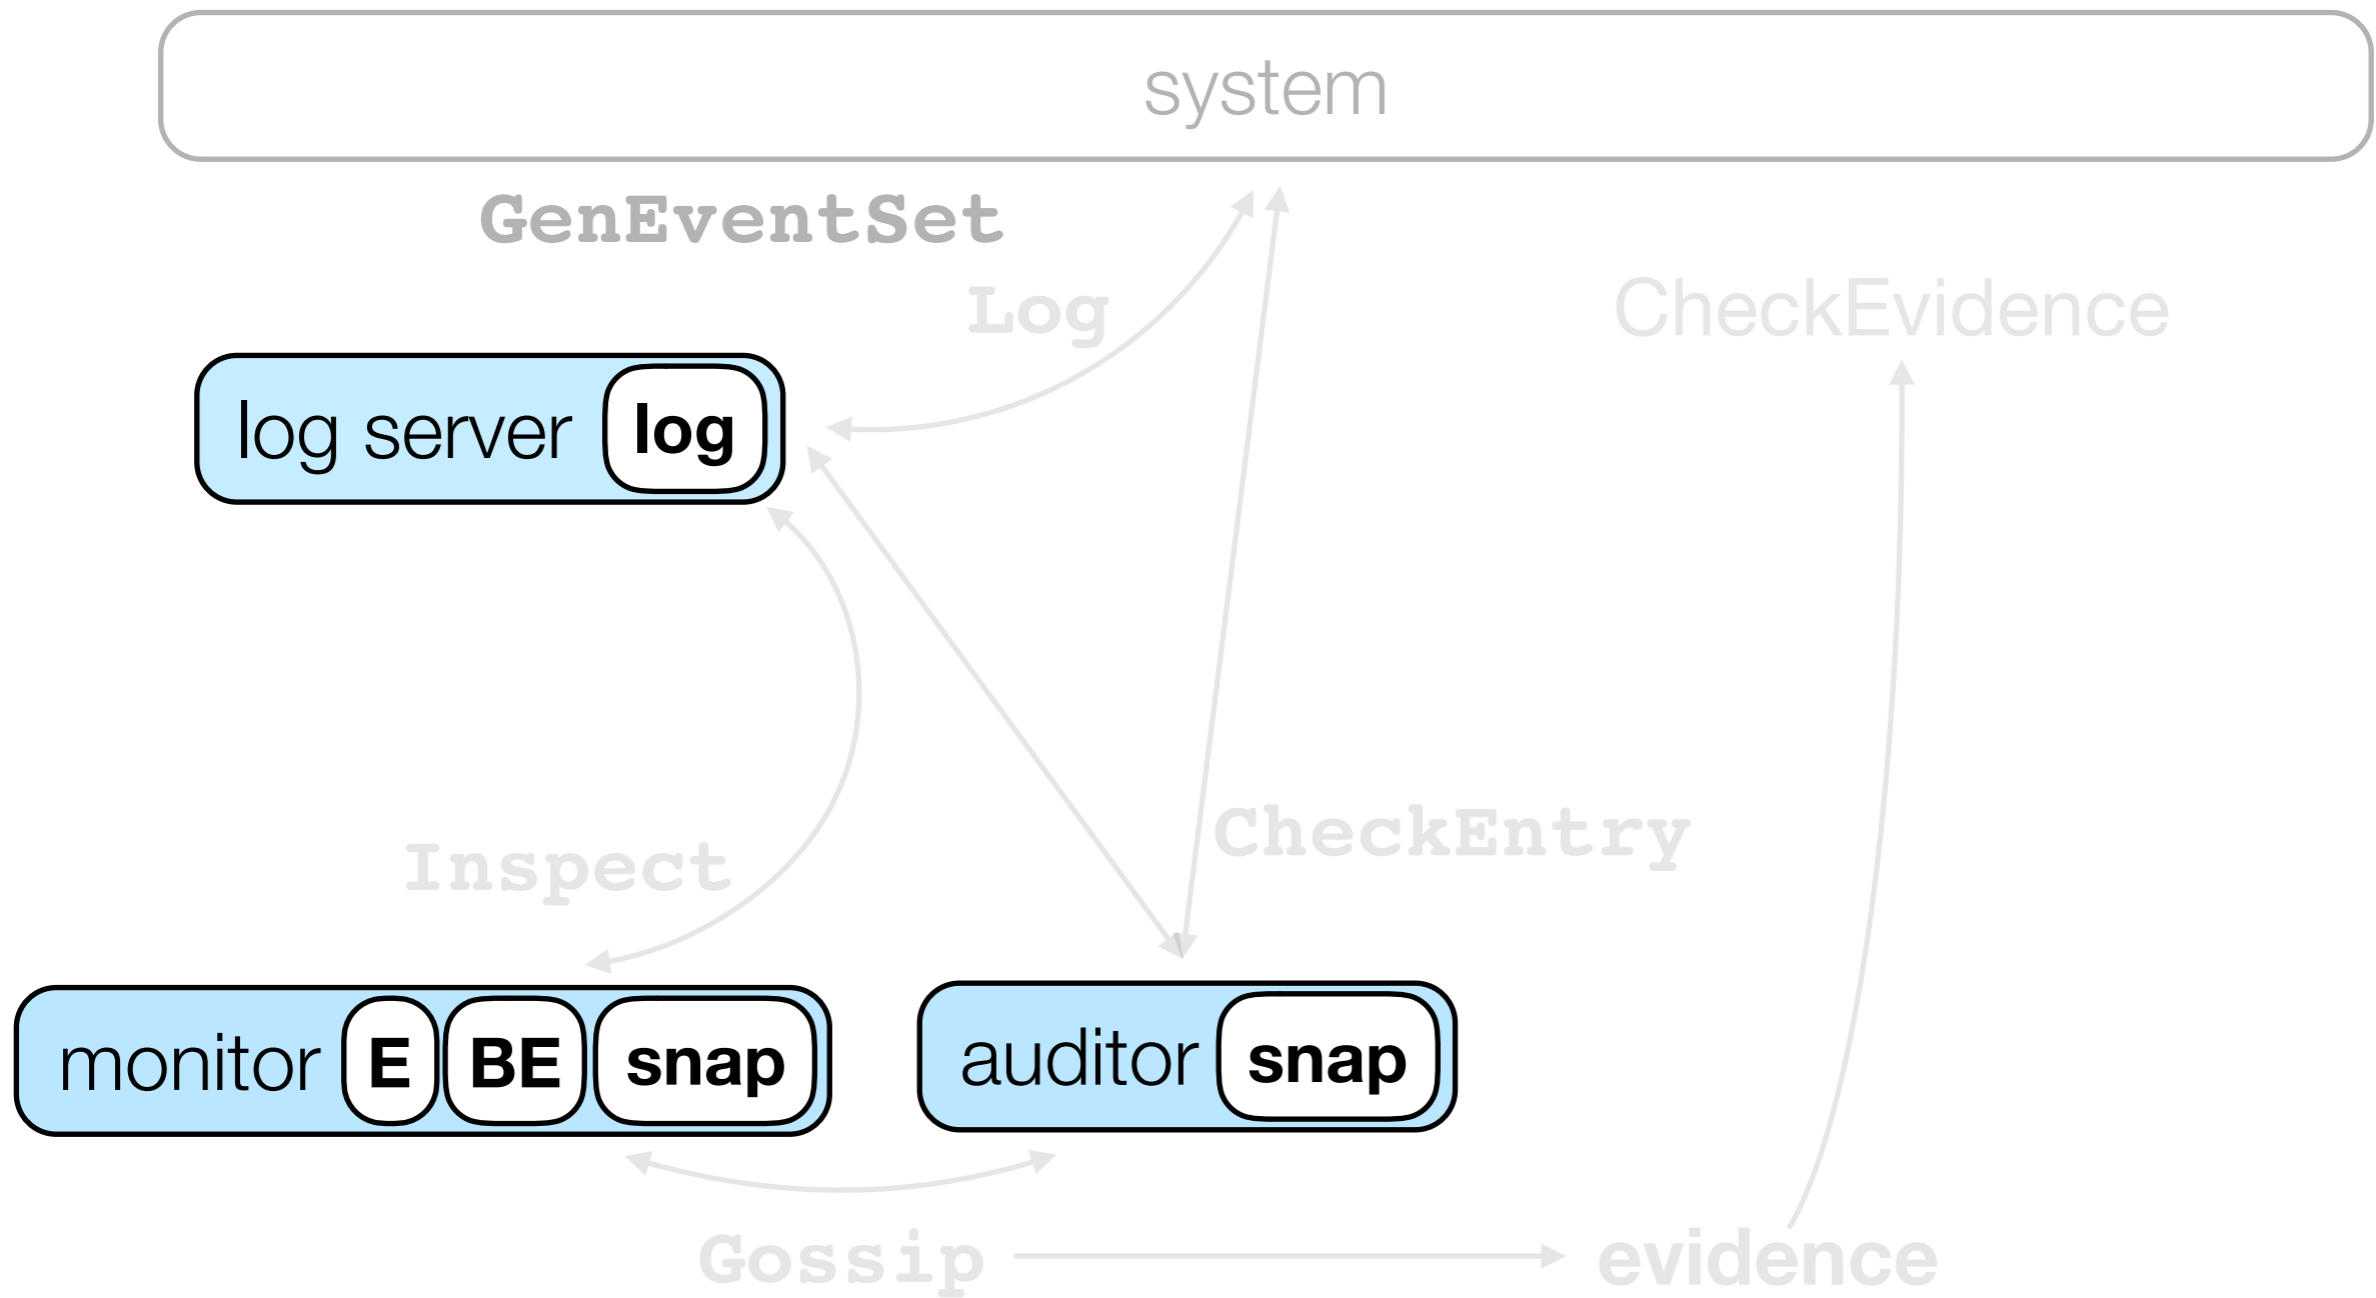 system
GenEventSet
Log
CheckEvidence
log server log
Inspect
CheckEntry
monitor E BE snap
auditor snap
Gossip
evidence